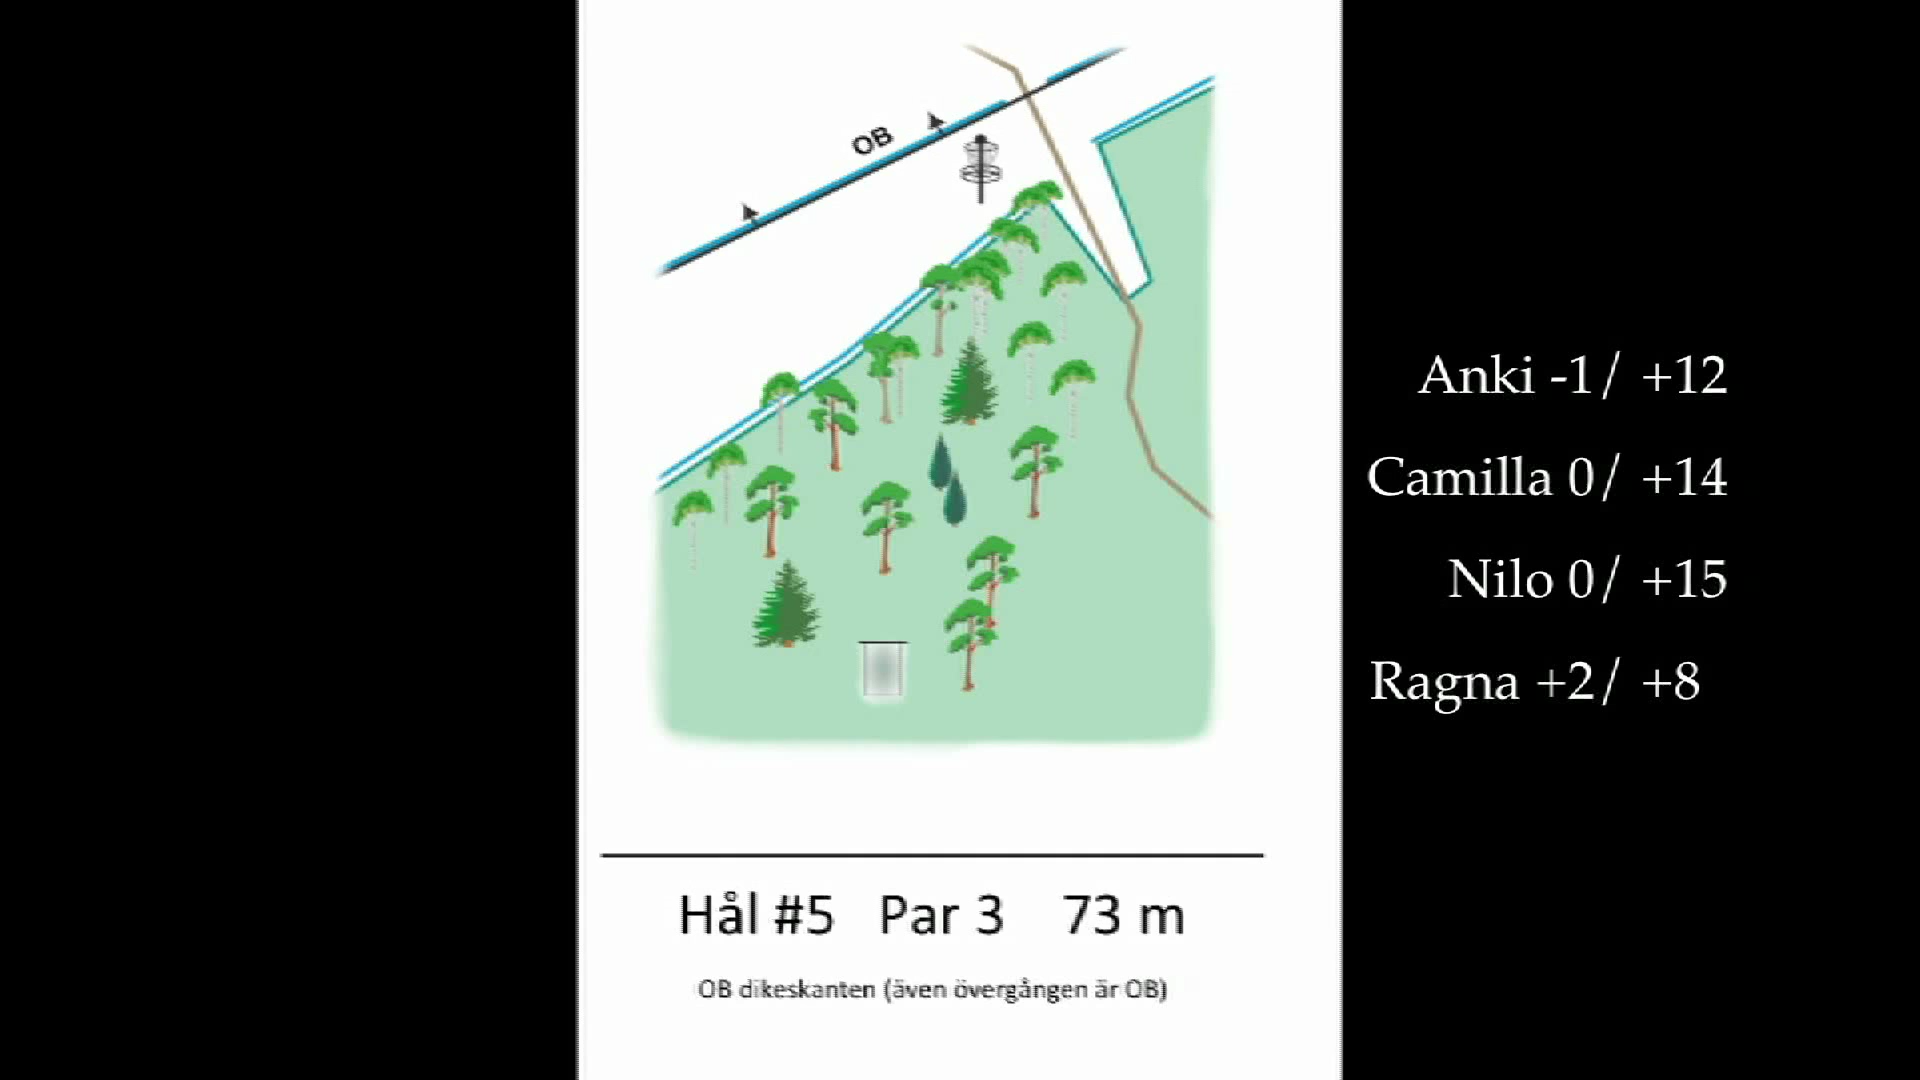 OB
Anki -1/ +12
Camilla 0/ +14
Nilo 0/ +15
Ragna +2/ +8
Hål #5 Par 3 73 m
OB dikeskanten (även övergången är OB)